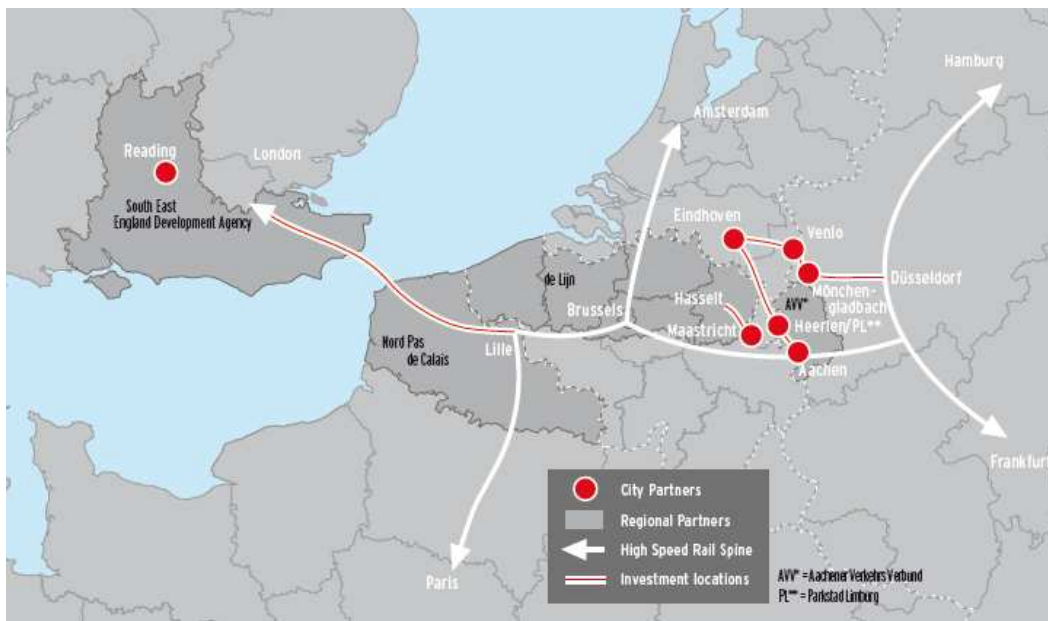 Hamburg
Amsterdam
Reading
London
South East
England Development Agency
Eindhoven
Venlo
Düsseldorf
de Lijn
Mönchen-
gladbach
Hasselt
AVV*
Brussels
Heerlen/PL**
Maastricht
Nord Pas
de Calais
Lille
Aachen
Frankfurt
City Partners
Regional Partners
High Speed Rail Spine
Paris
Investment locations
AVV* = Aachener Verkehrs Verbund
PL** = Parkstad Limburg